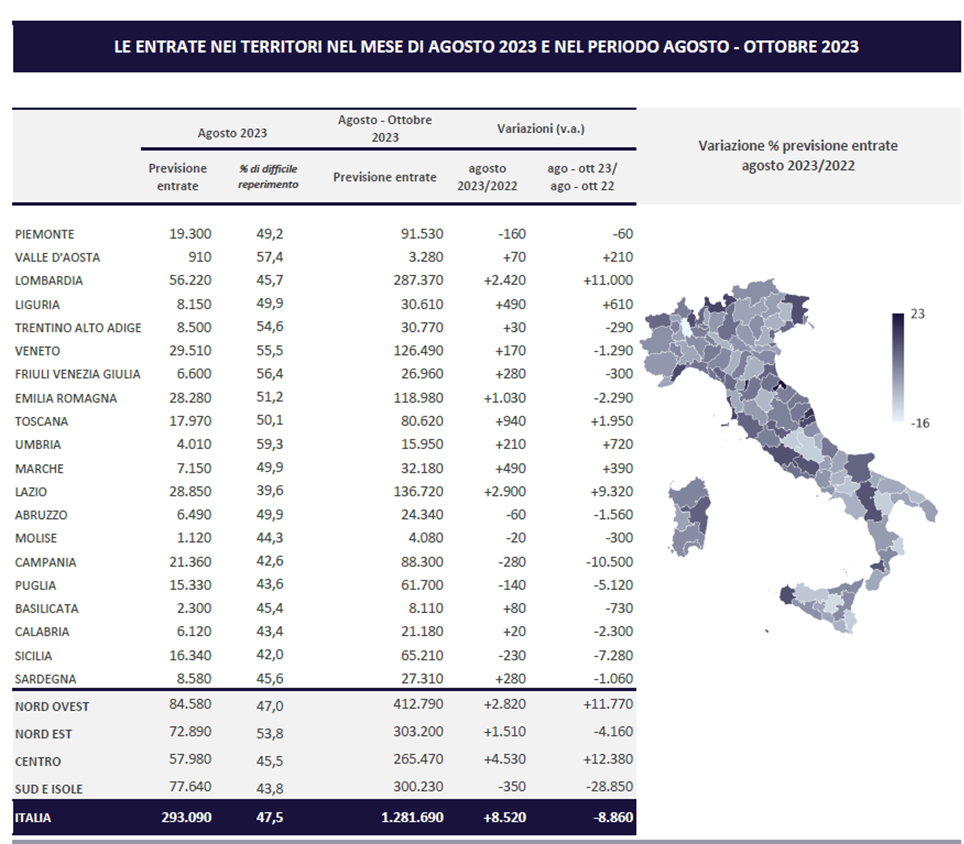 LE ENTRATE NEI TERRITORI NEL MESE DI AGOSTO 2023 E NEL PERIODO AGOSTO - OTTOBRE 2023
Agosto 2023 Agosto - Ottobre 2023 Variazioni (v.a.)
Previsione entrate % di difficile reperimento Previsione entrate agosto 2023/2022 ago - ott 23/ ago - ott 22
Variazione % previsione entrate
agosto 2023/2022
PIEMONTE 19.300 49,2 91.530 -160 -60
VALLE D'AOSTA 910 57,4 3.280 +70 +210
LOMBARDIA 56.220 45,7 287.370 +2.420 +11.000
LIGURIA 8.150 49,9 30.610 +490 +610
TRENTINO ALTO ADIGE 8.500 54,6 30.770 +30 -290
VENETO 29.510 55,5 126.490 +170 -1.290
FRIULI VENEZIA GIULIA 6.600 56,4 26.960 +280 -300
EMILIA ROMAGNA 28.280 51,2 118.980 +1.030 -2.290
TOSCANA 17.970 50,1 80.620 +940 +1.950
UMBRIA 4.010 59,3 15.950 +210 +720
MARCHE 7.150 49,9 32.180 +490 +390
LAZIO 28.850 39,6 136.720 +2.900 +9.320
ABRUZZO 6.490 49,9 24.340 -60 -1.560
MOLISE 1.120 44,3 4.080 -20 -300
CAMPANIA 21.360 42,6 88.300 -280 -10.500
PUGLIA 15.330 43,6 61.700 -140 -5.120
BASILICATA 2.300 45,4 8.110 +80 -730
CALABRIA 6.120 43,4 21.180 +20 -2.300
SICILIA 16.340 42,0 65.210 -230 -7.280
SARDEGNA 8.580 45,6 27.310 +280 -1.060
NORD OVEST 84.580 47,0 412.790 +2.820 +11.770
NORD EST 72.890 53,8 303.200 +1.510 -4.160
CENTRO 57.980 45,5 265.470 +4.530 +12.380
SUD E ISOLE 77.640 43,8 300.230 -350 -28.850
ITALIA 293.090 47,5 1.281.690 +8.520 -8.860
23
-16